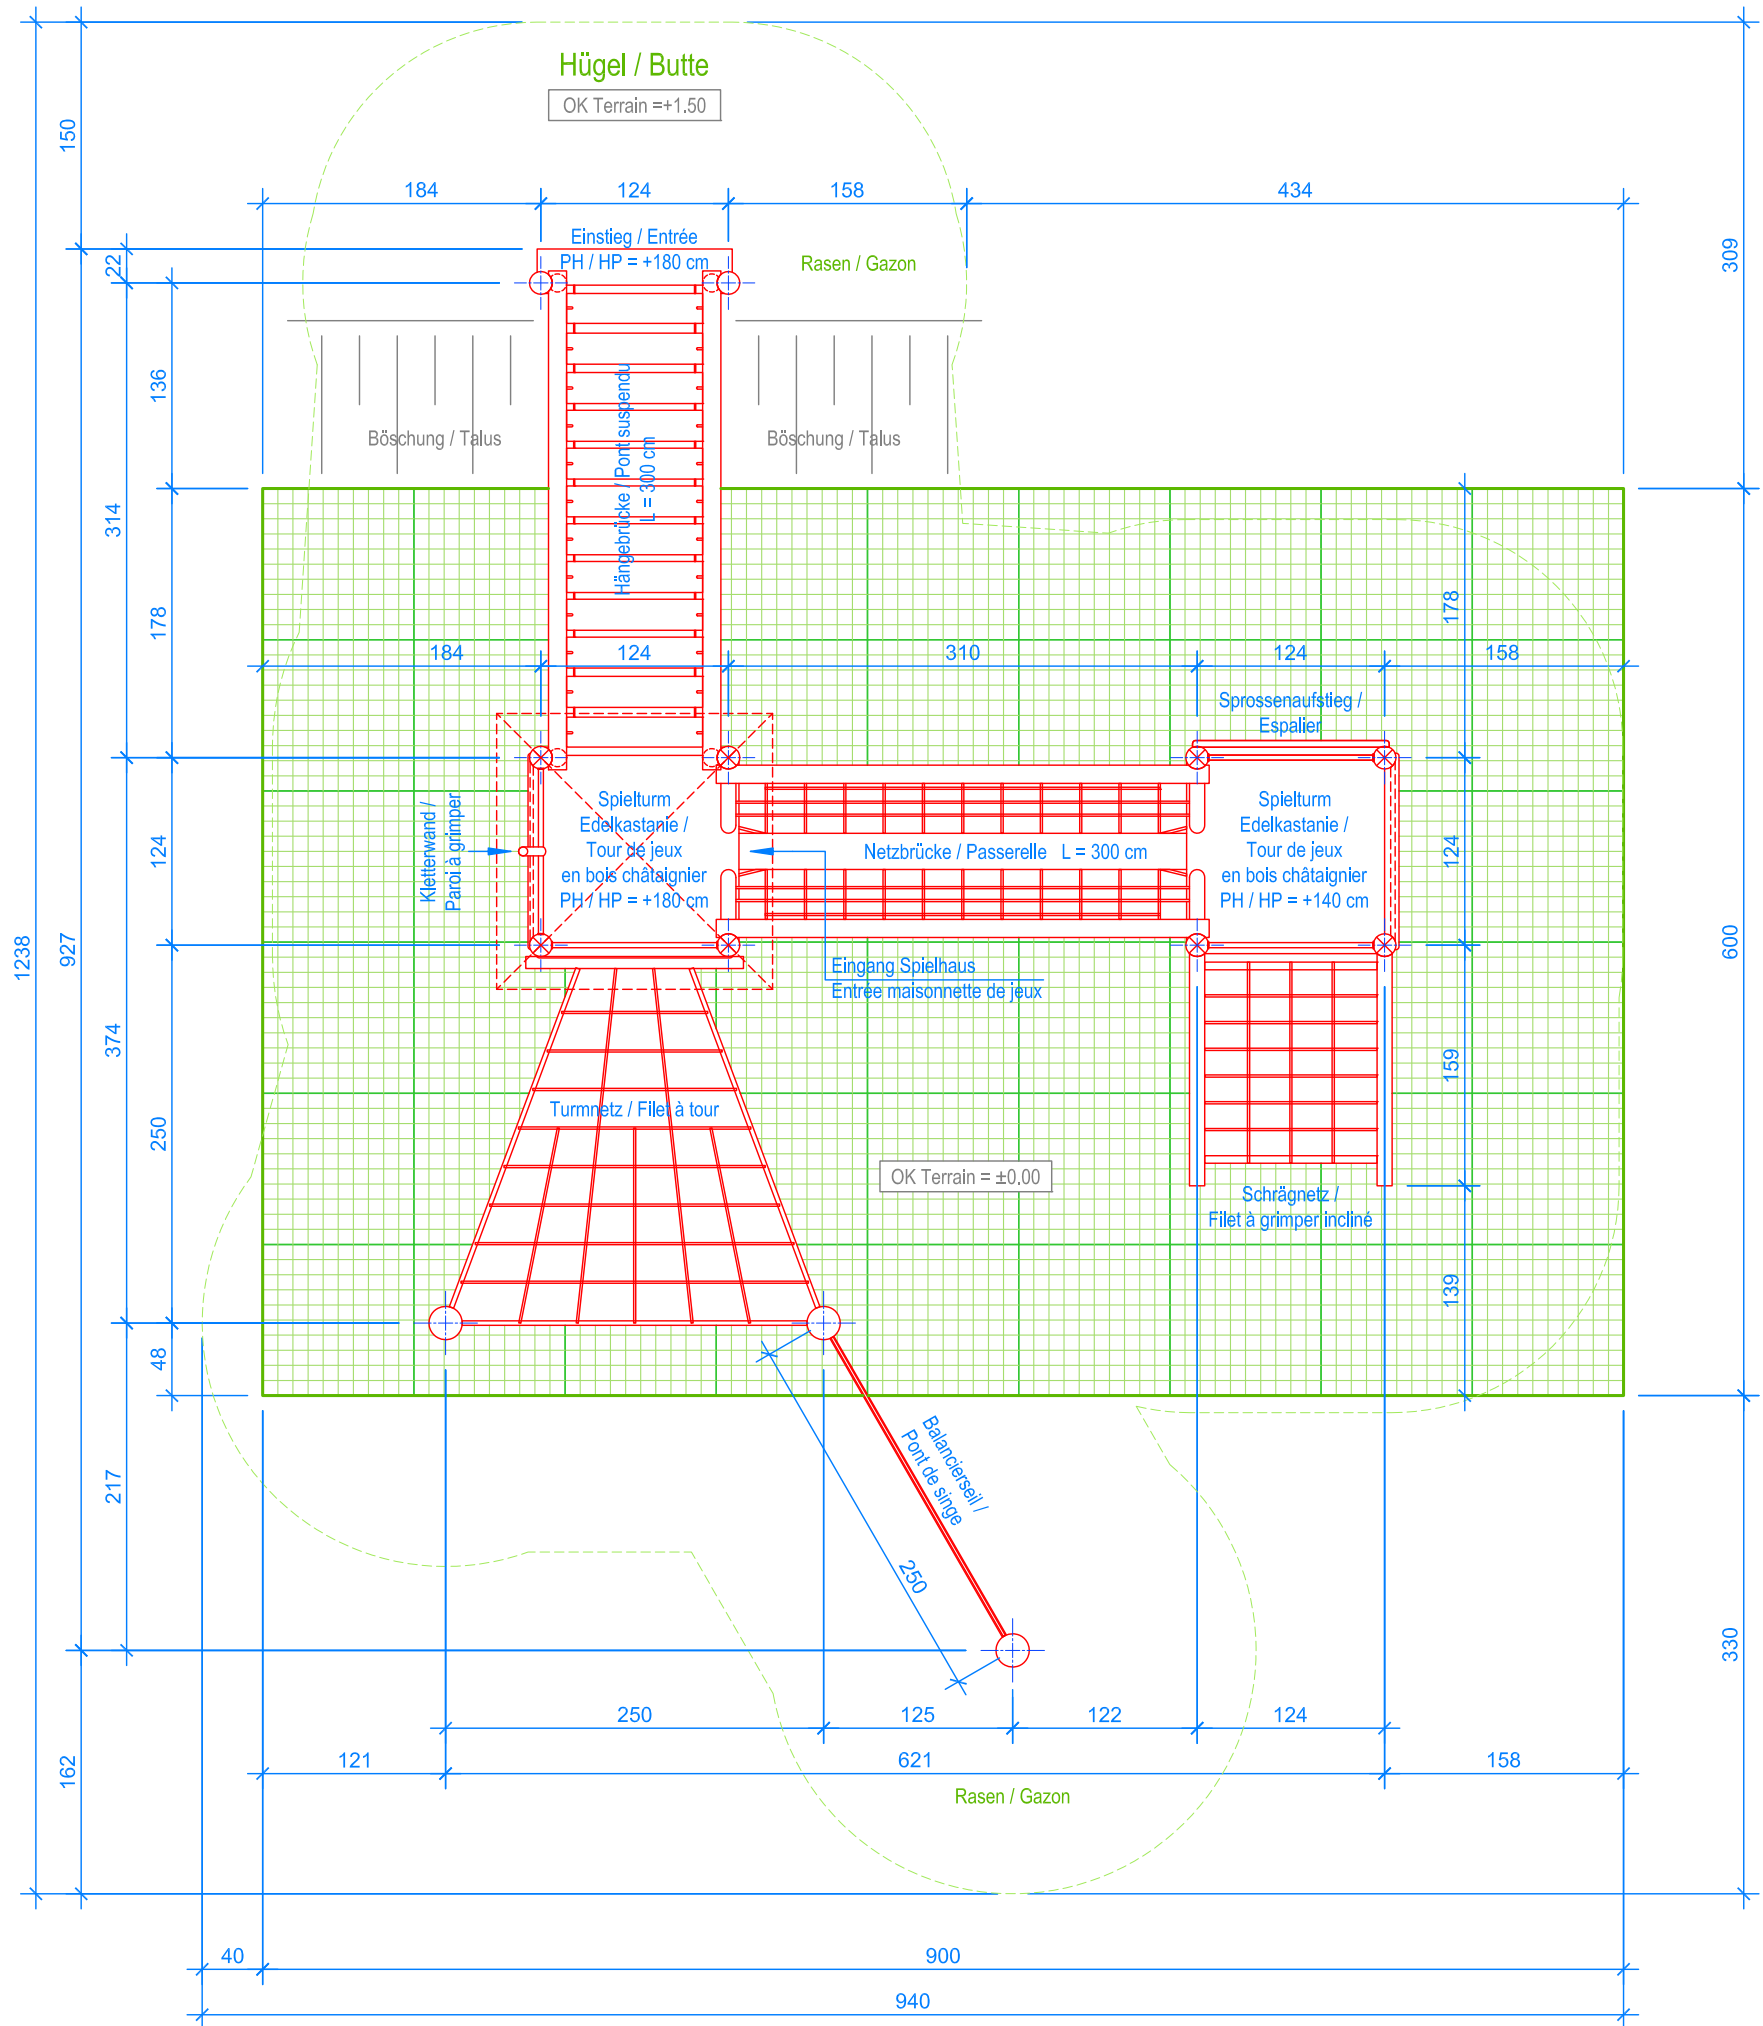 Hügel / Butte
OK Terrain =+1.50
150
184
124
158
434
Einstieg / Entrée
PH / HP = +180 cm
Rasen / Gazon
22
309
136
Böschung / Talus
Böschung / Talus
Hängebrücke / Pont suspendu
L = 300 cm
314
178
178
184
124
310
124
158
Sprossenaufstieg /
Espalier
Kletterwand /
Paroi à grimper
Spielturm
Edelkastanie /
Tour de jeux
en bois châtaignier
PH / HP = +180 cm
Netzbrücke / Passerelle L = 300 cm
Spielturm
Edelkastanie /
Tour de jeux
en bois châtaignier
PH / HP = +140 cm
124
124
1238
927
600
Eingang Spielhaus
Entrée maisonnette de jeux
374
159
250
Turmnetz / Filet à tour
OK Terrain = ±0.00
Schrägnetz /
Filet à grimper incliné
139
48
217
Balancierseil /
Pont de singe
250
330
250
125
122
124
162
121
621
158
Rasen / Gazon
40
900
940